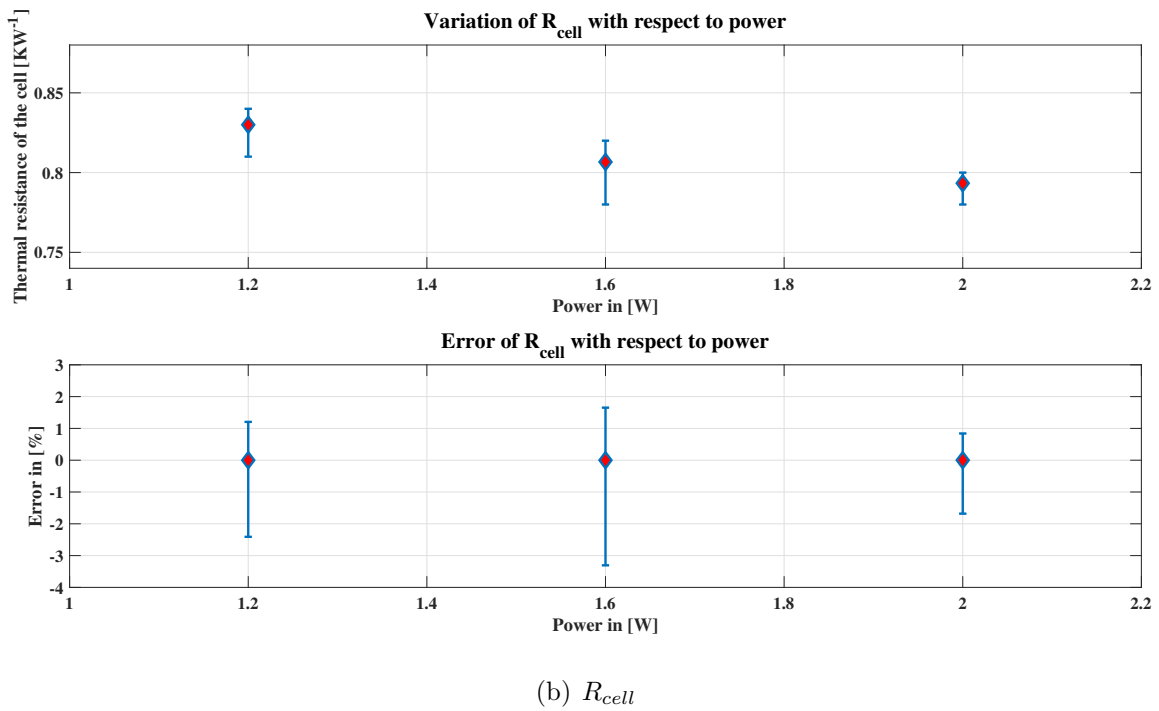 Variation of Rcell with respect to power
Thermal resistance of the cell [KW-1]
0.85
0.8
0.75
1 1.2 1.4 1.6 1.8 2 2.2
Power in [W]
Error of Rcell with respect to power
Error in [%]
3
2
1
0
-1
-2
-3
-4
1 1.2 1.4 1.6 1.8 2 2.2
Power in [W]
(b) Rcell